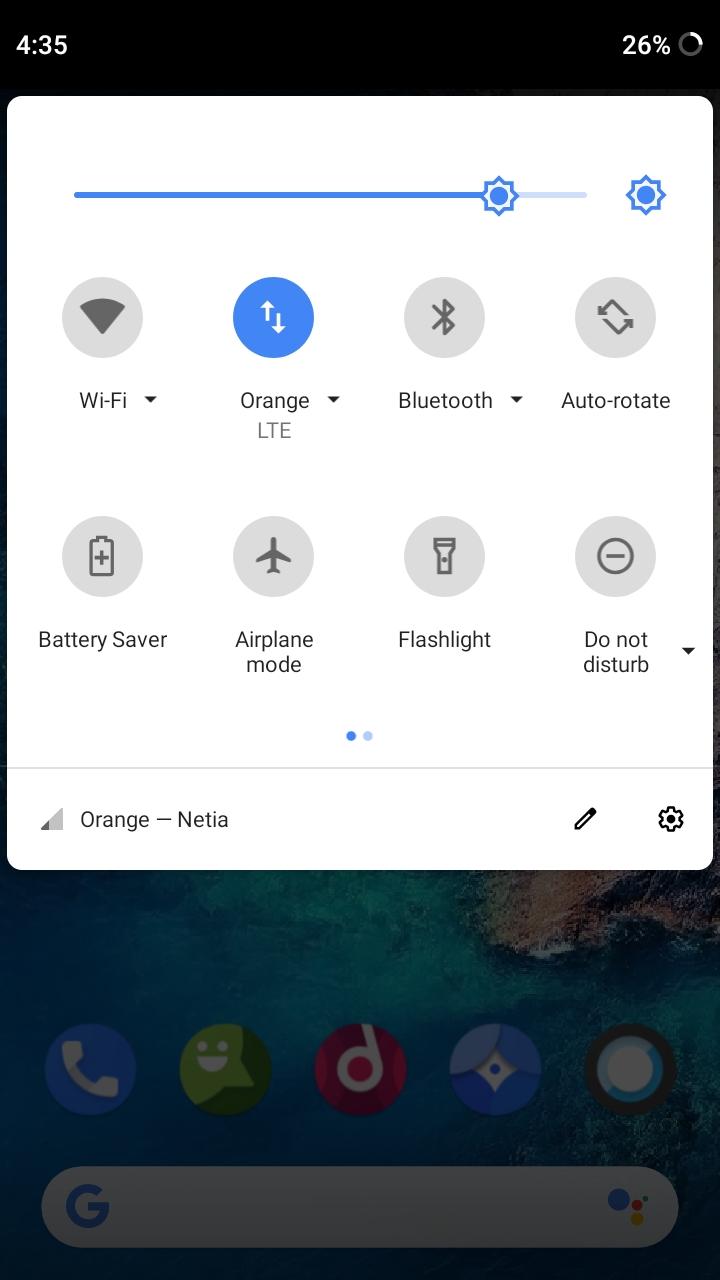 4:35
26%
Wi-Fi
Orange
Bluetooth
Auto-rotate
LTE
Battery Saver
Airplane
mode
Flashlight
Do not
disturb
Orange — Netia